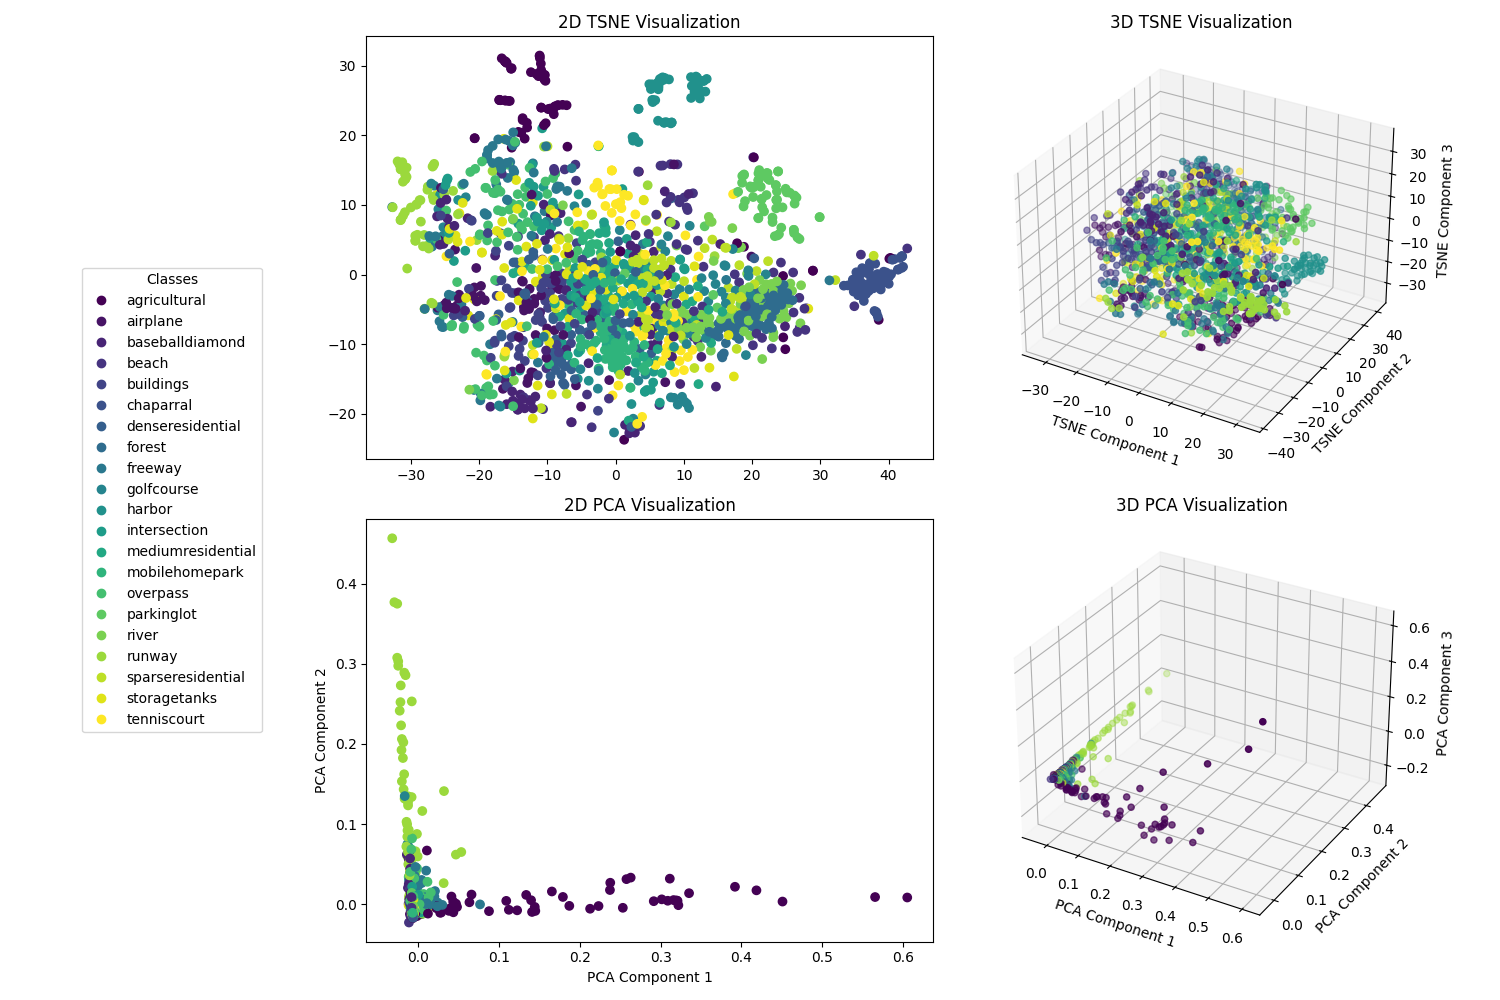 Classes
agricultural
airplane
baseballdiamond
beach
buildings
chaparral
denseresidential
forest
freeway
golfcourse
harbor
intersection
mediumresidential
mobilehomepark
overpass
parkinglot
river
runway
sparseresidential
storagetanks
tenniscourt
2D TSNE Visualization
30
20
10
0
−10
−20
−30 −20 −10 0 10 20 30 40
3D TSNE Visualization
−30 −20 −10 0 10 20 30
TSNE Component 1
−40 −30 −20 −10 0 10 20 30 40
TSNE Component 2
30
20
10
0
−10
−20
−30
TSNE Component 3
2D PCA Visualization
0.4
0.3
0.2
0.1
0.0
PCA Component 2
0.0 0.1 0.2 0.3 0.4 0.5 0.6
PCA Component 1
3D PCA Visualization
0.0 0.1 0.2 0.3 0.4 0.5 0.6
PCA Component 1
0.0 0.1 0.2 0.3 0.4
PCA Component 2
0.6
0.4
0.2
0.0
−0.2
PCA Component 3